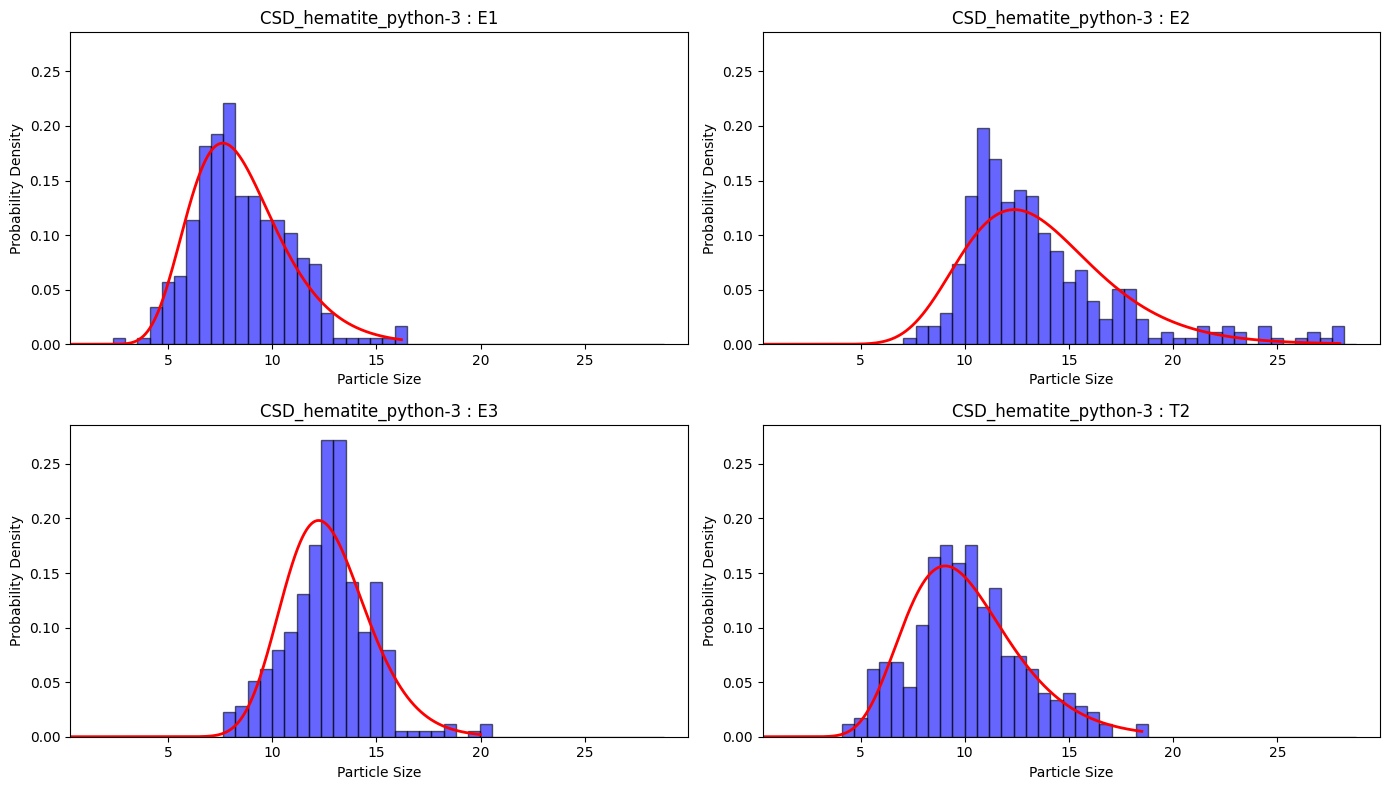 CSD_hematite_python-3 : E1
Probability Density
0.25
0.20
0.15
0.10
0.05
0.00
5 10 15 20 25
Particle Size
CSD_hematite_python-3 : E2
Probability Density
0.25
0.20
0.15
0.10
0.05
0.00
5 10 15 20 25
Particle Size
CSD_hematite_python-3 : E3
Probability Density
0.25
0.20
0.15
0.10
0.05
0.00
5 10 15 20 25
Particle Size
CSD_hematite_python-3 : T2
Probability Density
0.25
0.20
0.15
0.10
0.05
0.00
5 10 15 20 25
Particle Size